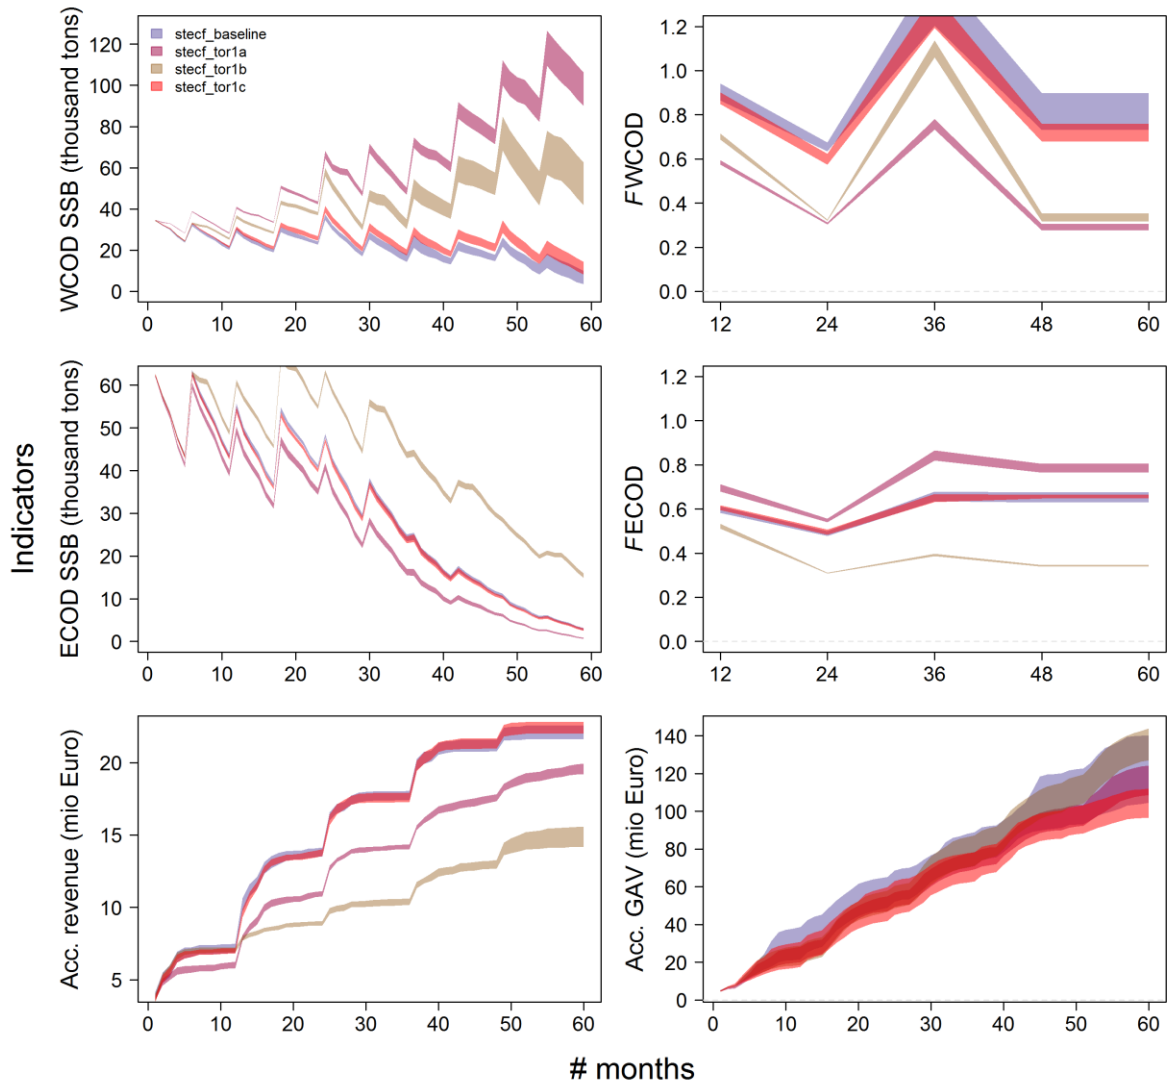 Indicators
WCOD SSB (thousand tons)
120
100
80
60
40
20
0
stecf_baseline
stecf_tor1a
stecf_tor1b
stecf_tor1c
0 10 20 30 40 50 60
FWCOD
1.2
1.0
0.8
0.6
0.4
0.2
0.0
12 24 36 48 60
ECOD SSB (thousand tons)
60
50
40
30
20
10
0
0 10 20 30 40 50 60
FECOD
1.2
1.0
0.8
0.6
0.4
0.2
0.0
12 24 36 48 60
Acc. revenue (mio Euro)
20
15
10
5
0 10 20 30 40 50 60
Acc. GAV (mio Euro)
140
120
100
80
60
40
20
0
0 10 20 30 40 50 60
# months